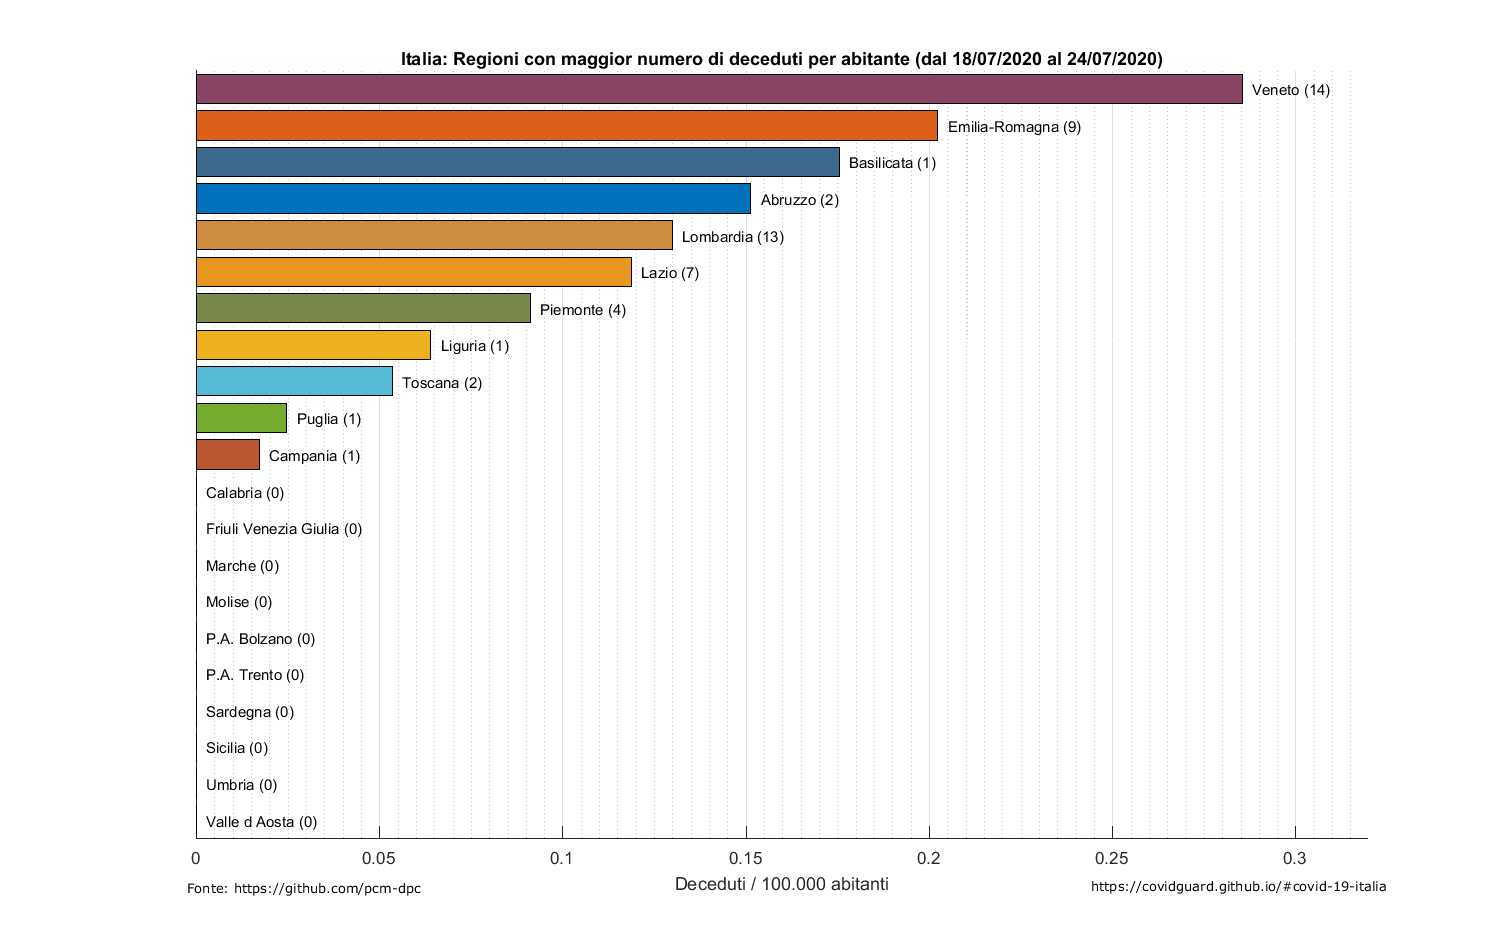 Italia: Regioni con maggior numero di deceduti per abitante (dal 18/07/2020 al 24/07/2020)
Veneto (14)
Emilia-Romagna (9)
Basilicata (1)
Abruzzo (2)
Lombardia (13)
Lazio (7)
Piemonte (4)
Liguria (1)
Toscana (2)
Puglia (1)
Campania (1)
Calabria (0)
Friuli Venezia Giulia (0)
Marche (0)
Molise (0)
P.A. Bolzano (0)
P.A. Trento (0)
Sardegna (0)
Sicilia (0)
Umbria (0)
Valle d Aosta (0)
0 0.05 0.1 0.15 0.2 0.25 0.3
Deceduti / 100.000 abitanti
Fonte: https://github.com/pcm-dpc
https://covidguard.github.io/#covid-19-italia